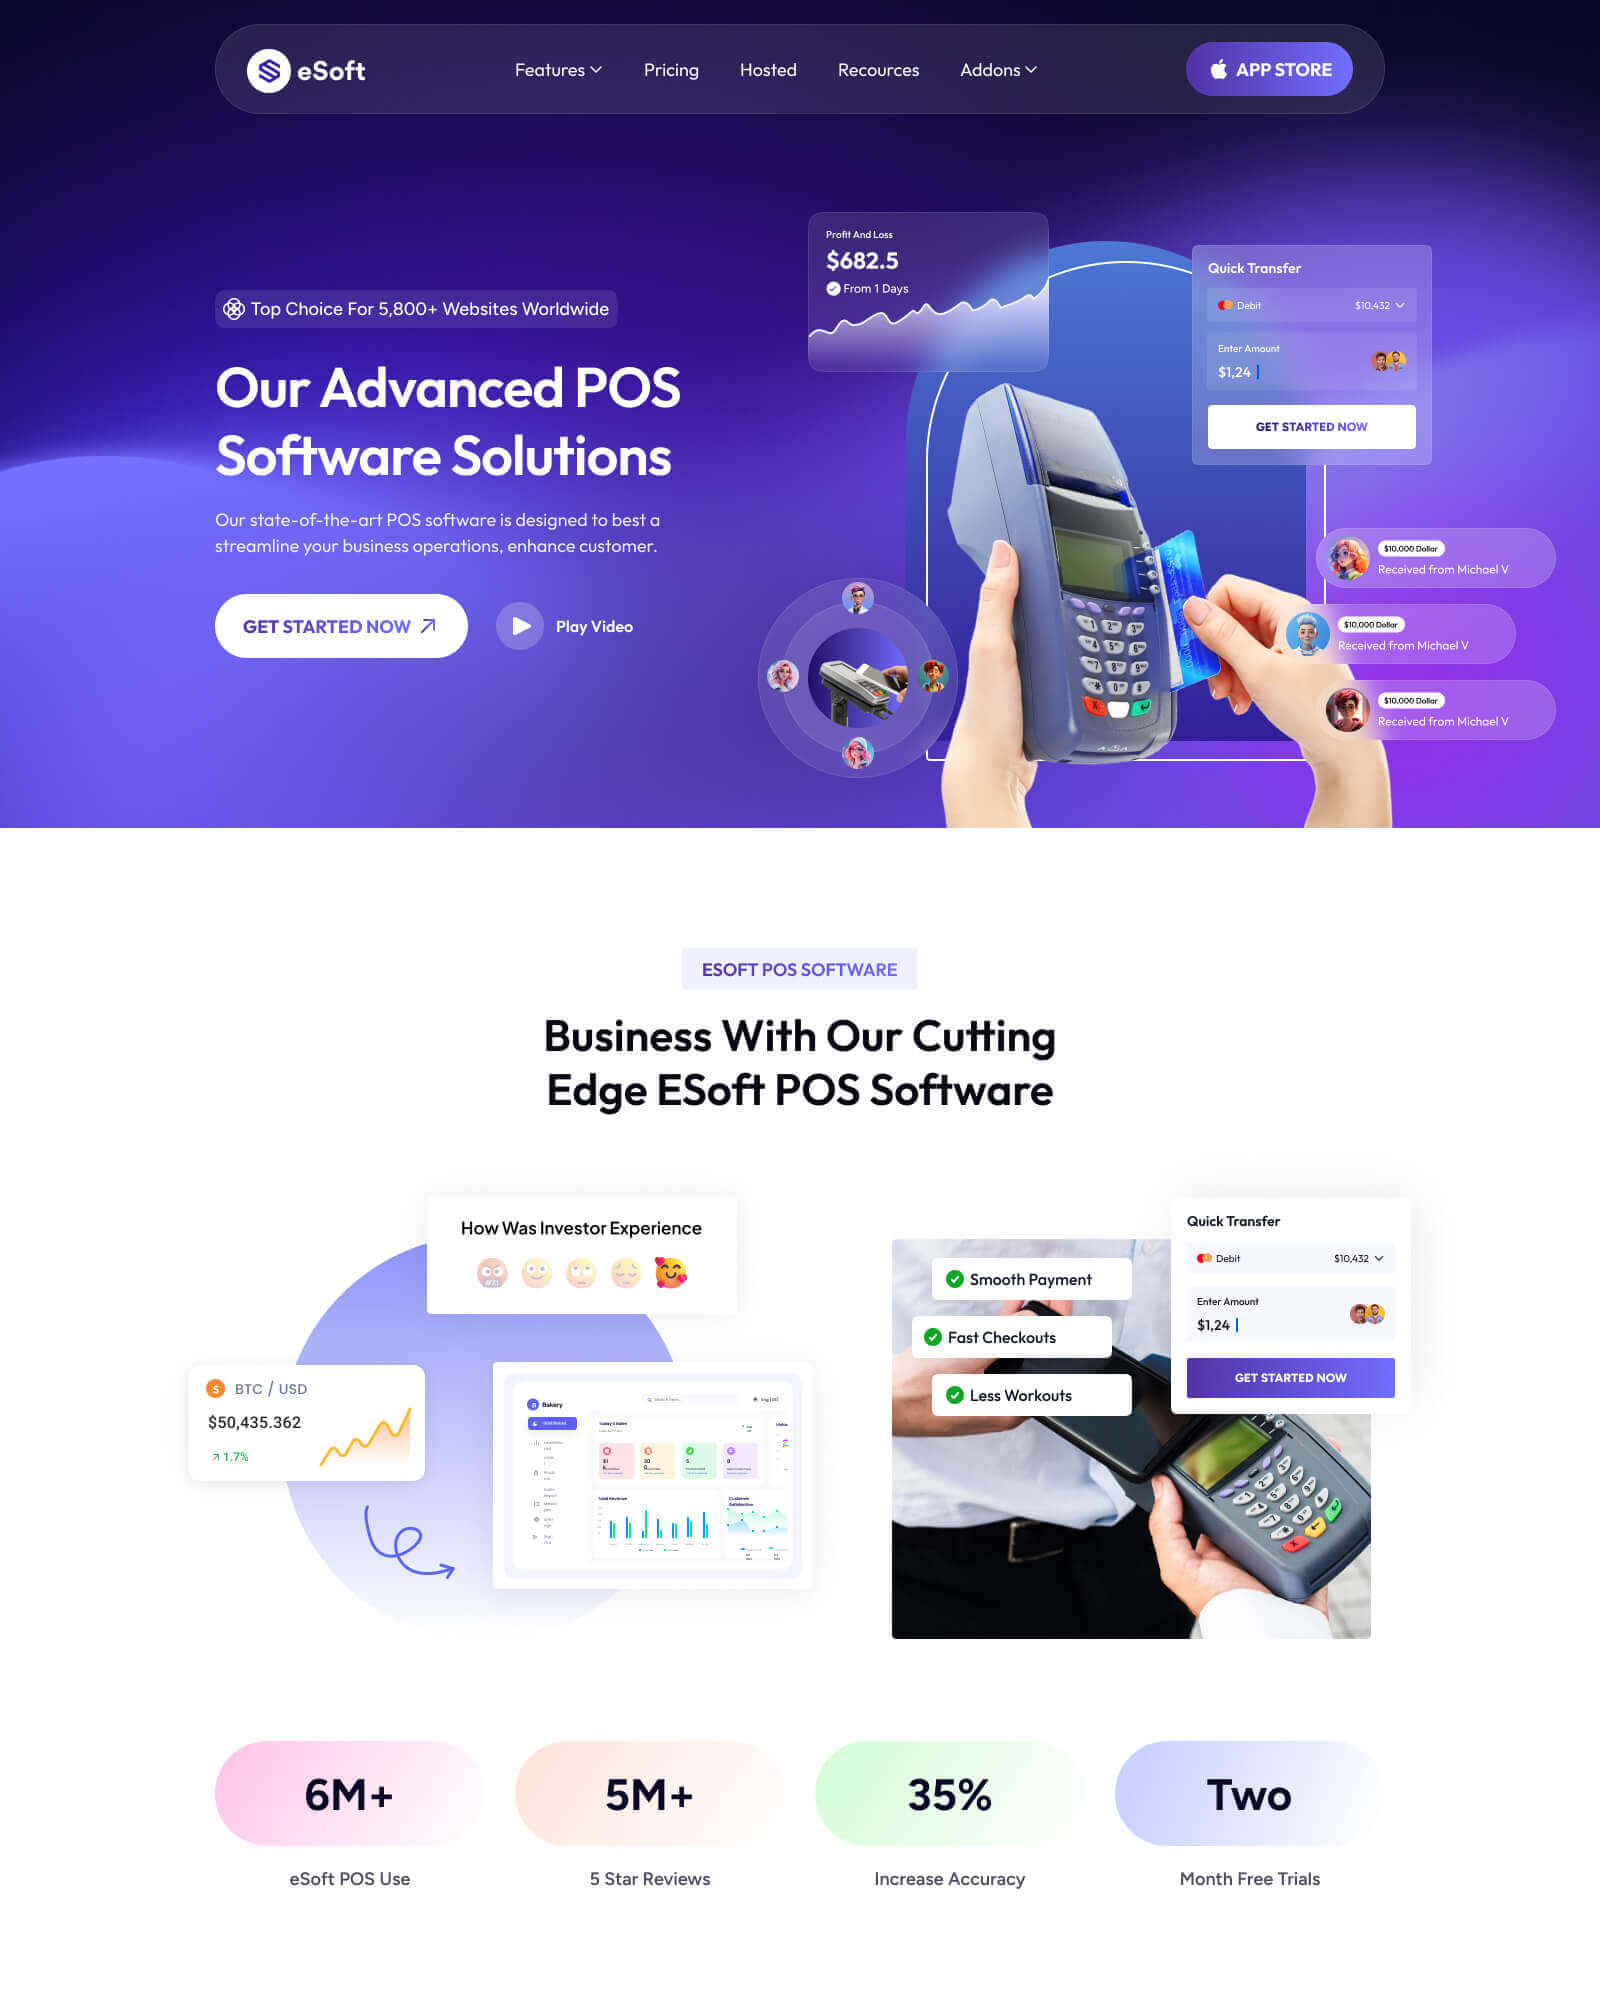 eSoft
Features
Pricing
Hosted
Recources
Addons
APP STORE
Top Choice For 5,800+ Websites Worldwide
Our Advanced POS
Software Solutions
Our state-of-the-art POS software is designed to best a
streamline your business operations, enhance customer.
GET STARTED NOW
Play Video
Profit And Loss
$682.5
From 1 Days
Quick Transfer
Debit
$10,432
Enter Amount
$1,24
GET STARTED NOW
$10,000 Dollar
Received from Michael V
$10,000 Dollar
Received from Michael V
$10,000 Dollar
Received from Michael V
ESOFT POS SOFTWARE
Business With Our Cutting
Edge ESoft POS Software
How Was Investor Experience
BTC / USD
$50,435.362
1.7%
Bakery
Today's Sales
Total Revenue
Customer
Satisfaction
Smooth Payment
Fast Checkouts
Less Workouts
Quick Transfer
Debit
$10,432
Enter Amount
$1,24
GET STARTED NOW
6M+
eSoft POS Use
5M+
5 Star Reviews
35%
Increase Accuracy
Two
Month Free Trials